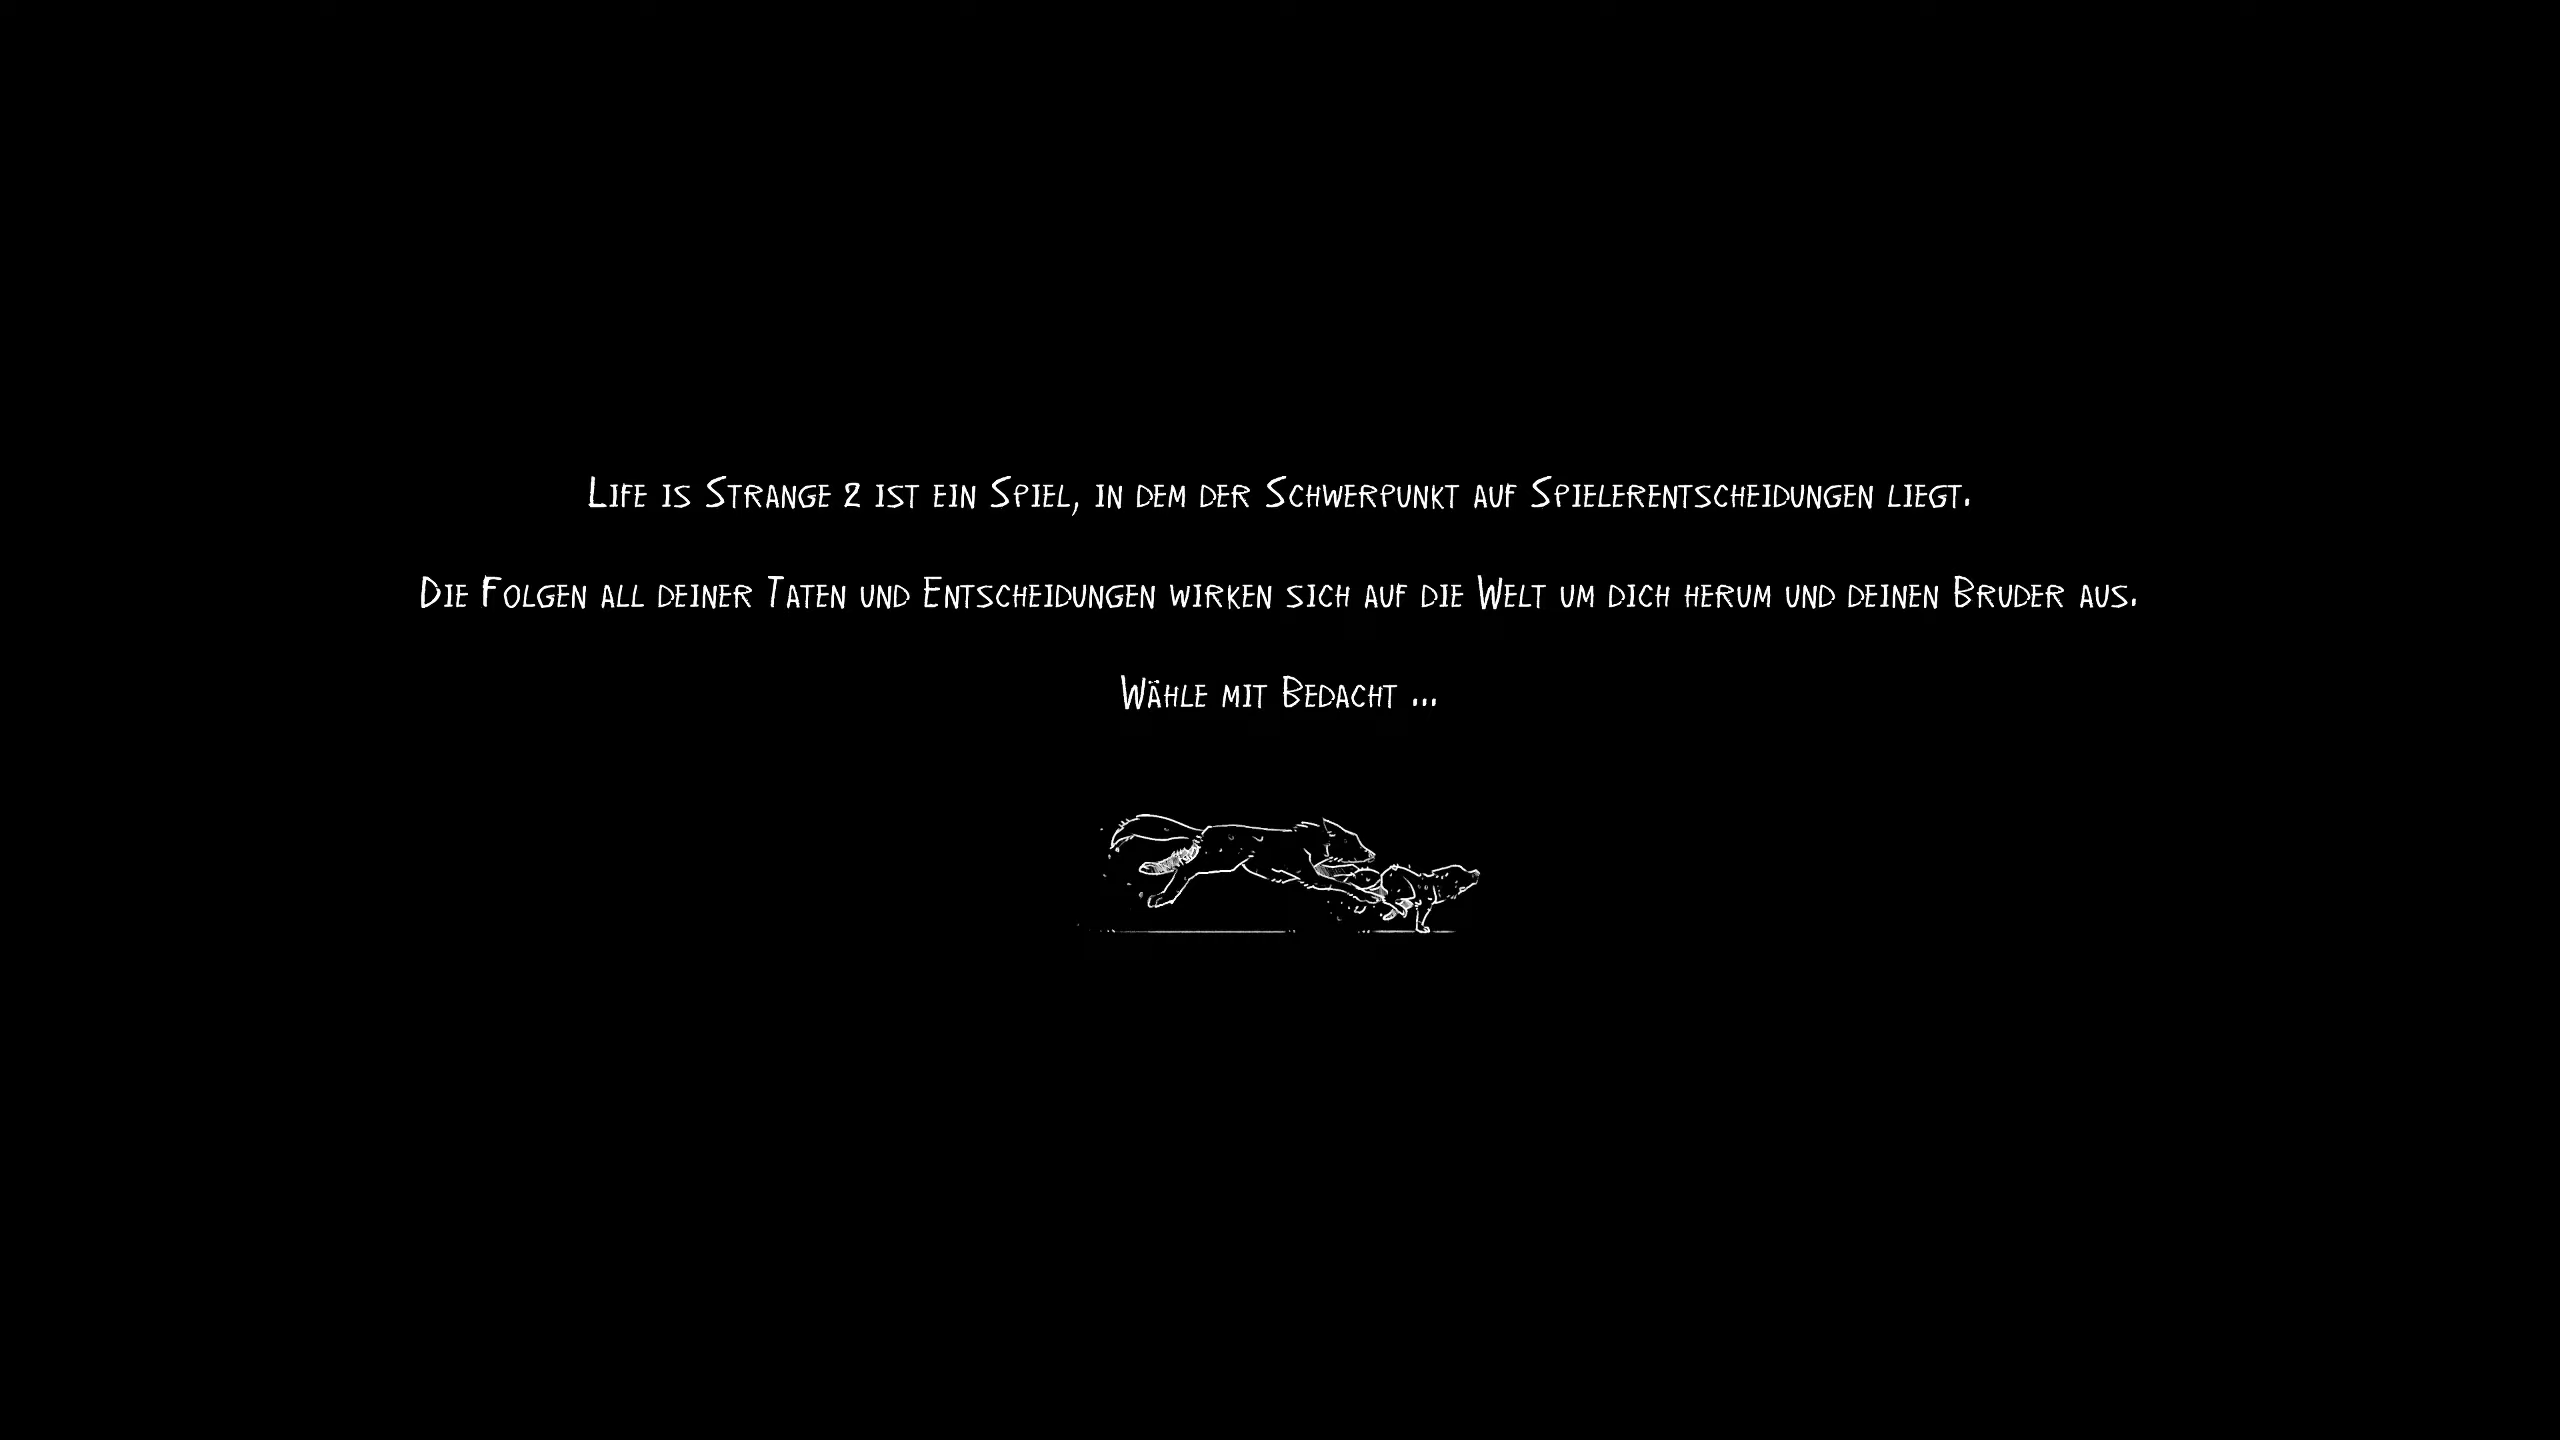 Life is Strange 2 ist ein Spiel, in dem der Schwerpunkt auf Spielerentscheidungen liegt.
Die Folgen all deiner Taten und Entscheidungen wirken sich auf die Welt um dich herum und deinen Bruder aus.
Wähle mit Bedacht ...